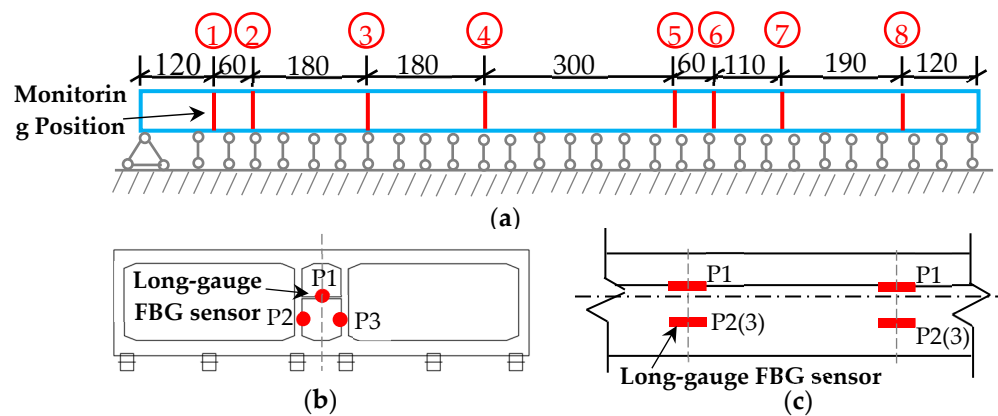 1 2 3 4 5 6 7 8
120 60 180 180 300 60 110 190 120
Monitorin
g Position
(a)
Long-gauge
FBG sensor
P1
P2
P3
(b)
P1
P1
P2(3)
P2(3)
Long-gauge FBG sensor
(c)